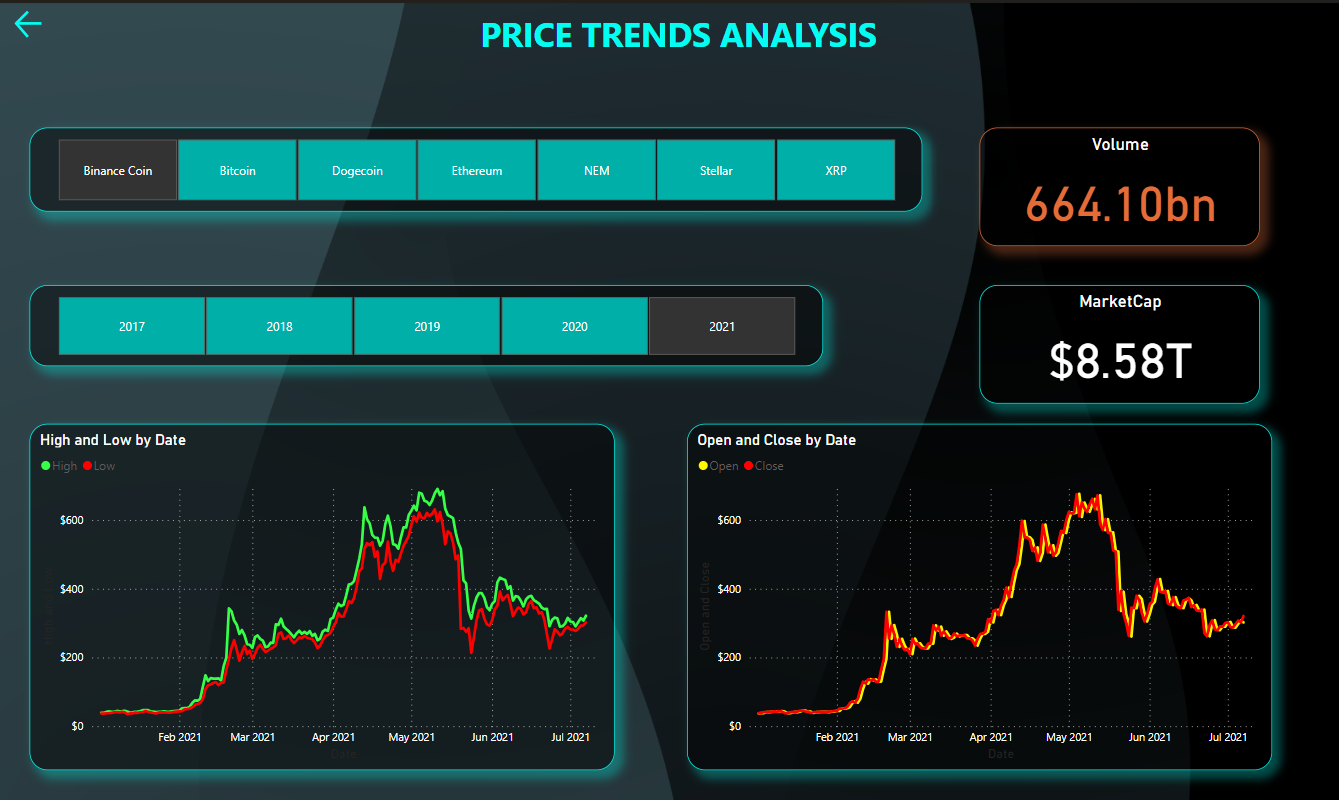 PRICE TRENDS ANALYSIS
Binance Coin Bitcoin Dogecoin Ethereum NEM Stellar XRP
Volume
664.10bn
2017 2018 2019 2020 2021
MarketCap
$8.58T
High and Low by Date
High Low
$600
$400
$200
$0
Feb 2021 Mar 2021 Apr 2021 May 2021 Jun 2021 Jul 2021
Date
Open and Close by Date
Open Close
Open and Close
$600
$400
$200
$0
Feb 2021 Mar 2021 Apr 2021 May 2021 Jun 2021 Jul 2021
Date